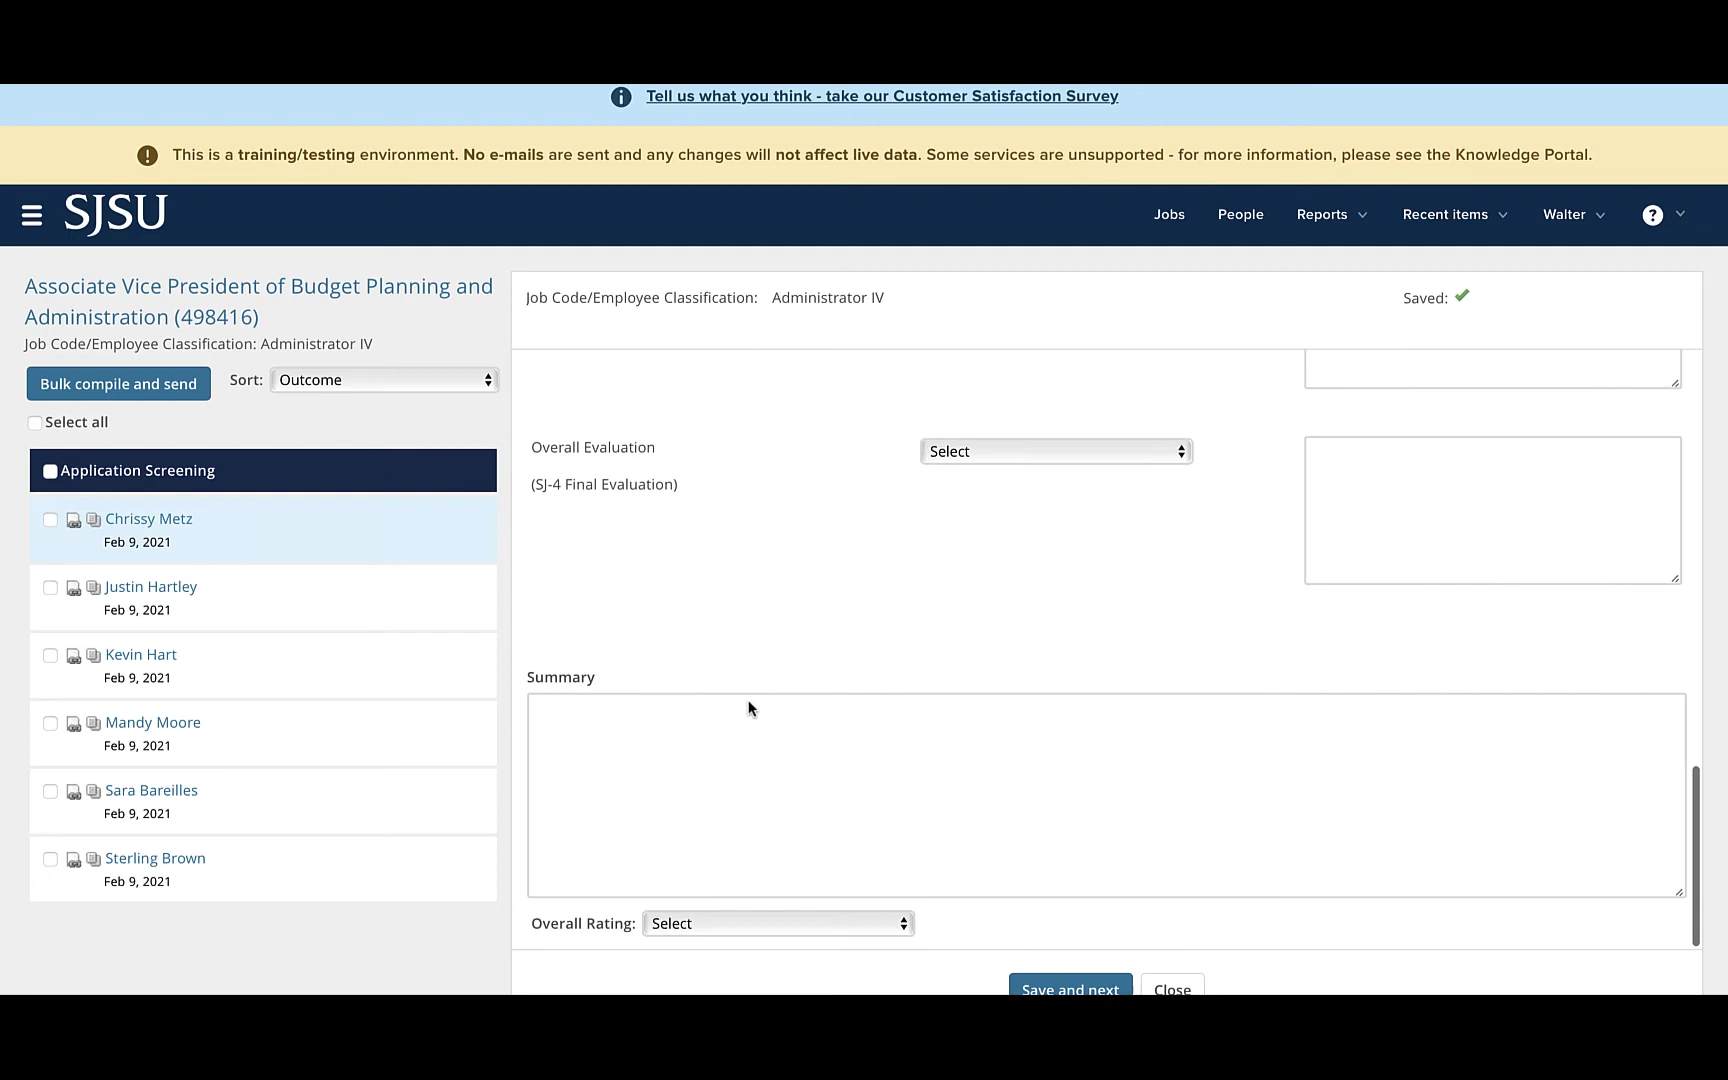 Tell us what you think - take our Customer Satisfaction Survey
This is a training/testing environment. No e-mails are sent and any changes will not affect live data. Some services are unsupported - for more information, please see the Knowledge Portal.
SJSU
Jobs
People
Reports
Recent items
Walter
?
Associate Vice President of Budget Planning and
Administration (498416)
Job Code/Employee Classification: Administrator IV
Bulk compile and send
Sort:
Outcome
Select all
Application Screening
Chrissy Metz
Feb 9, 2021
Justin Hartley
Feb 9, 2021
Kevin Hart
Feb 9, 2021
Mandy Moore
Feb 9, 2021
Sara Bareilles
Feb 9, 2021
Sterling Brown
Feb 9, 2021
Job Code/Employee Classification: Administrator IV
Saved:
Overall Evaluation
Select
(SJ-4 Final Evaluation)
Summary
Overall Rating:
Select
Save and next
Close